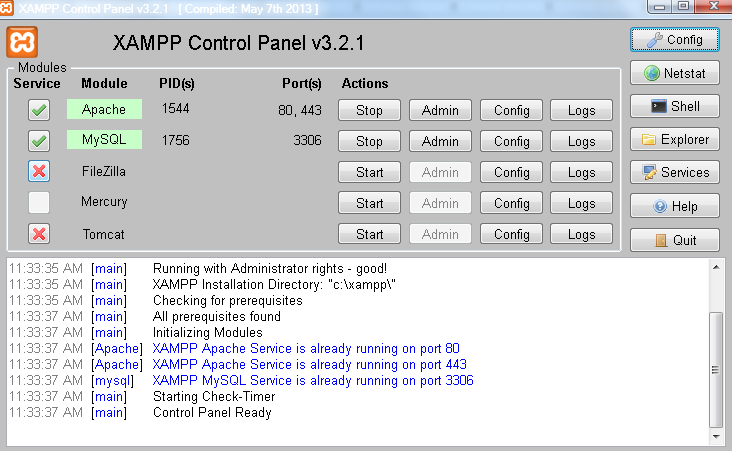 XAMPP Control Panel v3.2.1 [ Compiled: May 7th 2013 ]
XAMPP Control Panel v3.2.1
Config
Modules
Service Module PID(s) Port(s) Actions
Apache 1544 80, 443 Stop Admin Config Logs
Netstat
MySQL 1756 3306 Stop Admin Config Logs
Shell
FileZilla Start Admin Config Logs
Explorer
Mercury Start Admin Config Logs
Services
Tomcat Start Admin Config Logs
Help
Quit
11:33:35 AM [main] Running with Administrator rights - good!
11:33:35 AM [main] XAMPP Installation Directory: "c:\xampp\"
11:33:35 AM [main] Checking for prerequisites
11:33:37 AM [main] All prerequisites found
11:33:37 AM [main] Initializing Modules
11:33:37 AM [Apache] XAMPP Apache Service is already running on port 80
11:33:37 AM [Apache] XAMPP Apache Service is already running on port 443
11:33:37 AM [mysql] XAMPP MySQL Service is already running on port 3306
11:33:37 AM [main] Starting Check-Timer
11:33:37 AM [main] Control Panel Ready